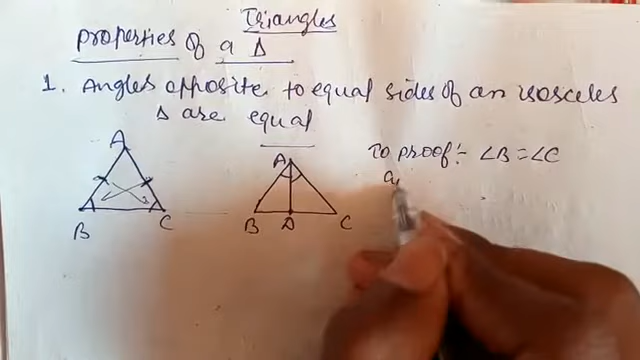 Triangles
Properties of a Δ
1. Angles opposite to equal sides of an isosceles
Δ are equal
A
B C
A
B D C
To proof:- ∠B = ∠C